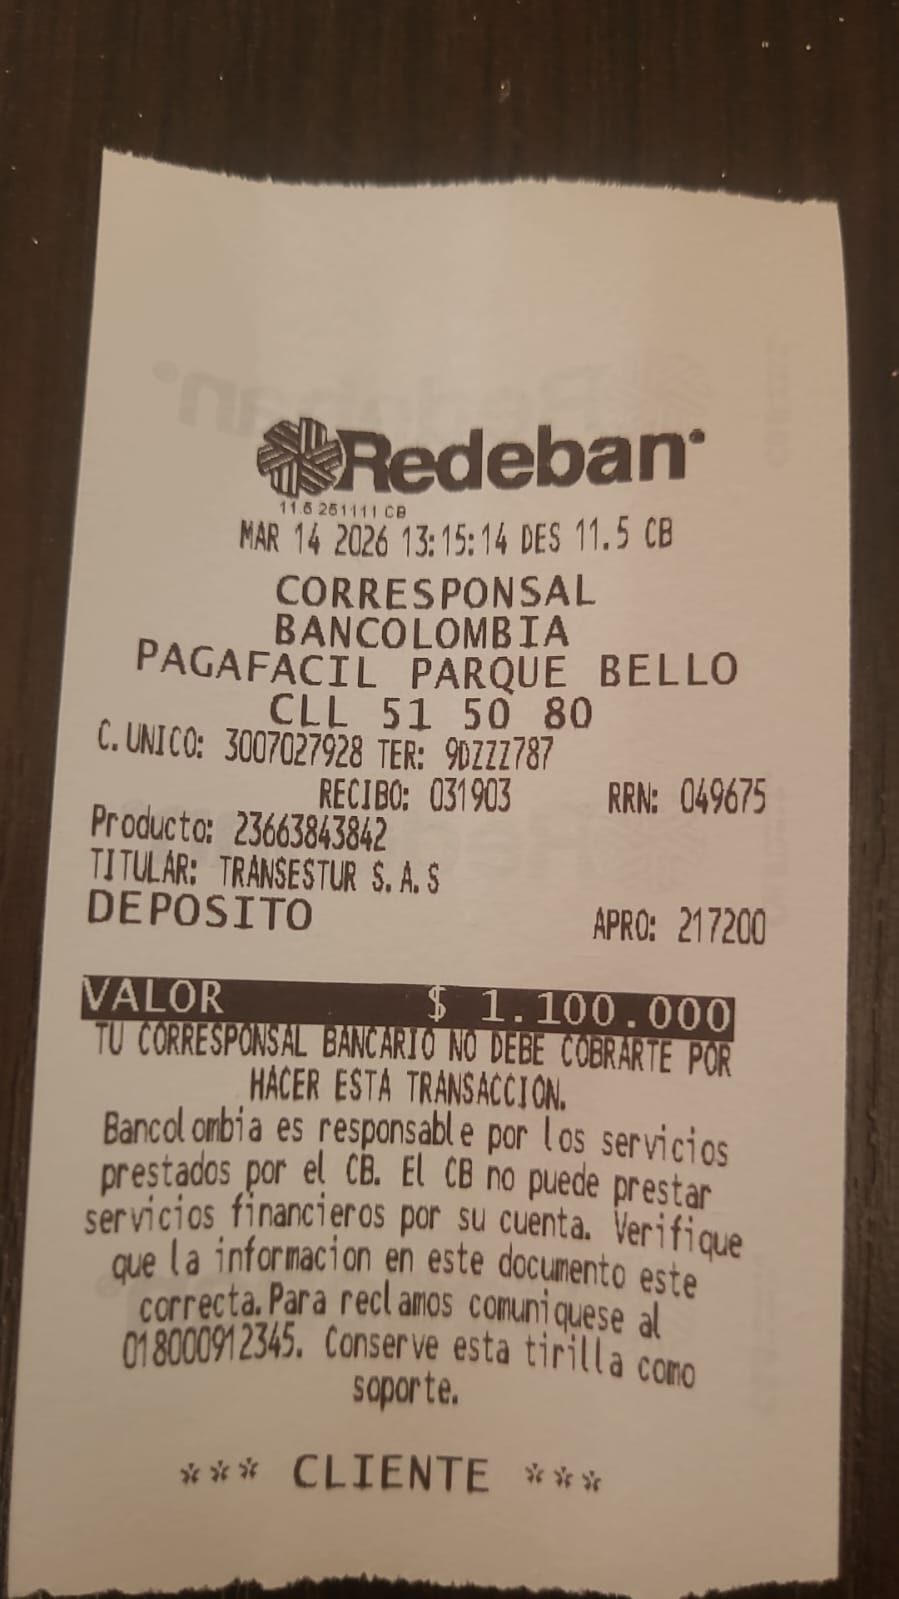 Redeban
11.5 251111 CB
MAR 14 2026 13:15:14 DES 11.5 CB
CORRESPONSAL
BANCOLOMBIA
PAGAFACIL PARQUE BELLO
CLL 51 50 80
C.UNICO: 3007027928 TER: 9DZZZ787
RECIBO: 031903 RRN: 049675
Producto: 23663843842
TITULAR: TRANSESTUR S.A.S
DEPOSITO APRO: 217200
VALOR $ 1.100.000
TU CORRESPONSAL BANCARIO NO DEBE COBRARTE POR
HACER ESTA TRANSACCION.
Bancolombia es responsable por los servicios
prestados por el CB. El CB no puede prestar
servicios financieros por su cuenta. Verifique
que la informacion en este documento este
correcta.Para reclamos comuniquese al
018000912345. Conserve esta tirilla como
soporte.
*** CLIENTE ***